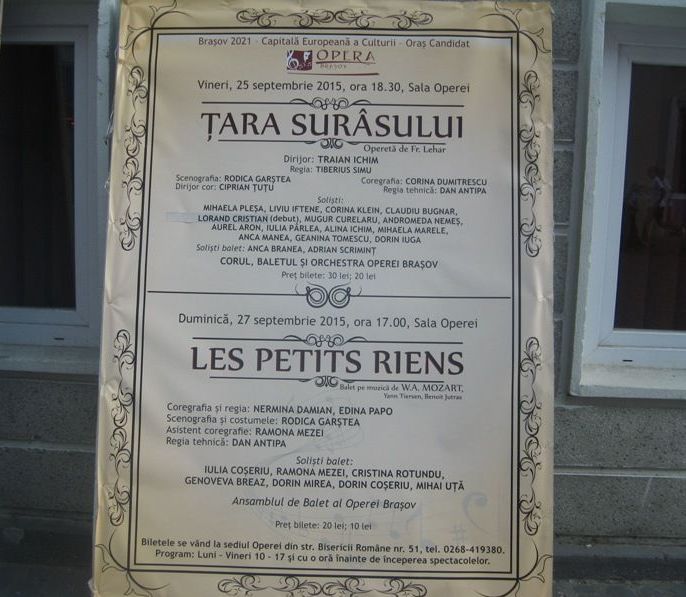 Brașov 2021 - Capitală Europeană a Culturii - Oraș Candidat
OPERA
BRAȘOV
Vineri, 25 septembrie 2015, ora 18.30, Sala Operei
ȚARA SURÂSULUI
Operetă de Fr. Lehar
Dirijor: TRAIAN ICHIM
Regia: TIBERIUS SIMU
Scenografia: RODICA GARȘTEA Coregrafia: CORINA DUMITRESCU
Dirijor cor: CIPRIAN ȚUȚU Regia tehnică: DAN ANTIPA
Soliști:
MIHAELA PLEȘA, LIVIU IFTENE, CORINA KLEIN, CLAUDIU BUGNAR,
LORAND CRISTIAN (debut), MUGUR CURELARU, ANDROMEDA NEMEȘ,
AUREL ARON, IULIA PÂRLEA, ALINA ICHIM, MIHAELA MARELE,
ANCA MANEA, GEANINA TOMESCU, DORIN IUGA
Soliști balet: ANCA BRANEA, ADRIAN SCRIMINȚ
CORUL, BALETUL ȘI ORCHESTRA OPEREI BRAȘOV
Preț bilete: 30 lei; 20 lei
Duminică, 27 septembrie 2015, ora 17.00, Sala Operei
LES PETITS RIENS
Balet pe muzică de W.A. MOZART,
Yann Tiersen, Benoit Jutras
Coregrafia și regia: NERMINA DAMIAN, EDINA PAPO
Scenografia și costumele: RODICA GARȘTEA
Asistent coregrafie: RAMONA MEZEI
Regia tehnică: DAN ANTIPA
Soliști balet:
IULIA COȘERIU, RAMONA MEZEI, CRISTINA ROTUNDU,
GENOVEVA BREAZ, DORIN MIREA, DORIN COȘERIU, MIHAI UȚĂ
Ansamblul de Balet al Operei Brașov
Preț bilete: 20 lei; 10 lei
Biletele se vând la sediul Operei din str. Bisericii Române nr. 51, tel. 0268-419380.
Program: Luni - Vineri 10 - 17 și cu o oră înainte de începerea spectacolelor.